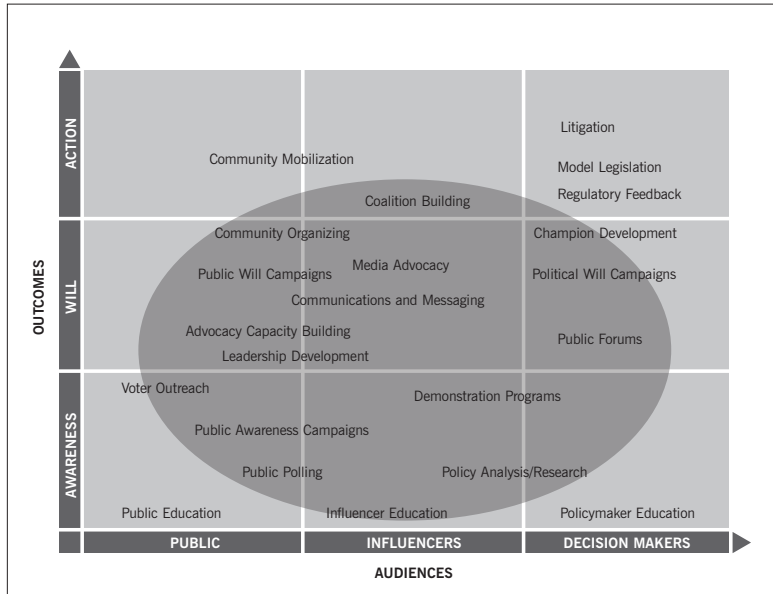 Litigation
Community Mobilization
Model Legislation
Regulatory Feedback
Coalition Building
Community Organizing
Champion Development
Media Advocacy
Public Will Campaigns
Political Will Campaigns
Communications and Messaging
Advocacy Capacity Building
Public Forums
Leadership Development
Voter Outreach
Demonstration Programs
Public Awareness Campaigns
Public Polling
Policy Analysis/Research
Public Education
Influencer Education
Policymaker Education
OUTCOMES
ACTION
WILL
AWARENESS
PUBLIC
INFLUENCERS
DECISION MAKERS
AUDIENCES